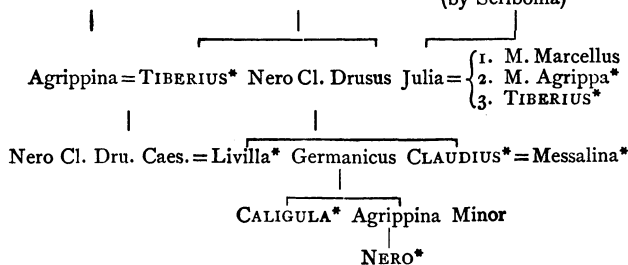 (by Scribonia)
1. M. Marcellus
Agrippina=TIBERIUS* Nero Cl. Drusus Julia= 2. M. Agrippa*
3. TIBERIUS*
Nero Cl. Dru. Caes.=Livilla* Germanicus CLAUDIUS*=Messalina*
CALIGULA* Agrippina Minor
NERO*